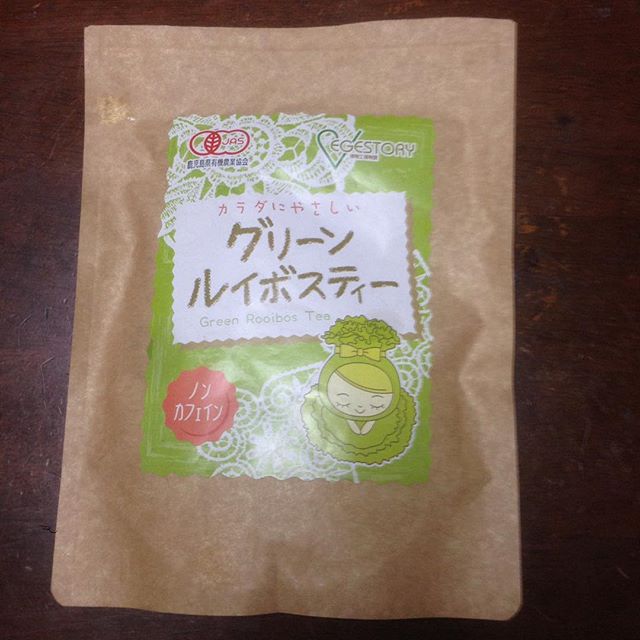 JAS
鹿児島県有機農業協会
VEGESTORY
カラダにやさしい
グリーン
ルイボスティー
Green Rooibos Tea
ノン
カフェイン